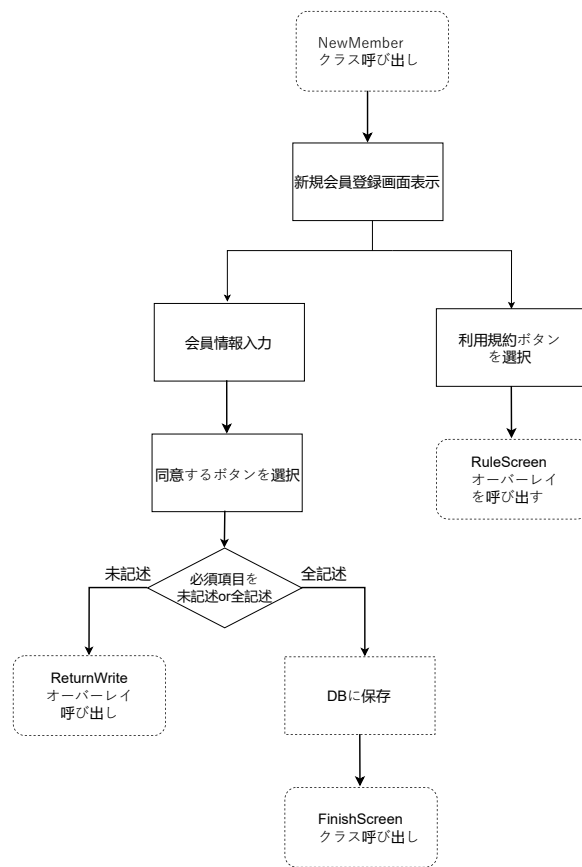 NewMember
クラス呼び出し
新規会員登録画面表示
会員情報入力
利用規約ボタン
を選択
同意するボタンを選択
RuleScreen
オーバーレイ
を呼び出す
未記述
必須項目を
未記述or全記述
全記述
ReturnWrite
オーバーレイ
呼び出し
DBに保存
FinishScreen
クラス呼び出し